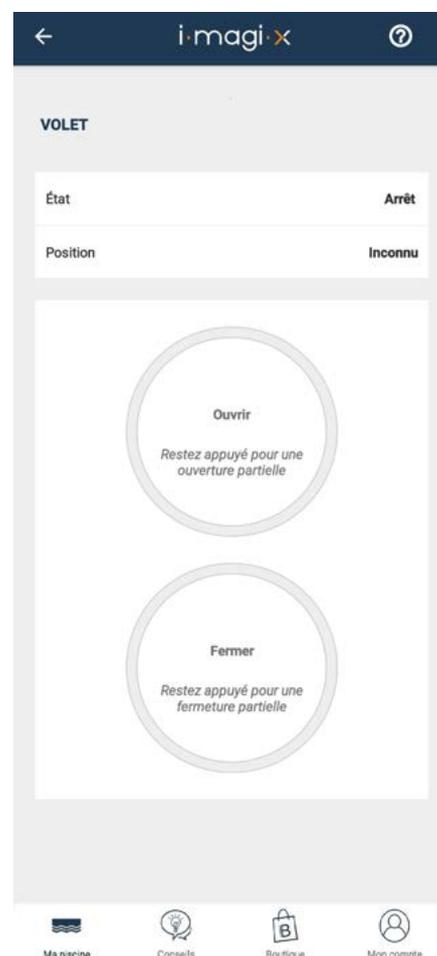 i·magi·x
VOLET
État Arrêt
Position Inconnu
Ouvrir
Restez appuyé pour une
ouverture partielle
Fermer
Restez appuyé pour une
fermeture partielle
B
Ma piscine Conseils Boutique Mon compte